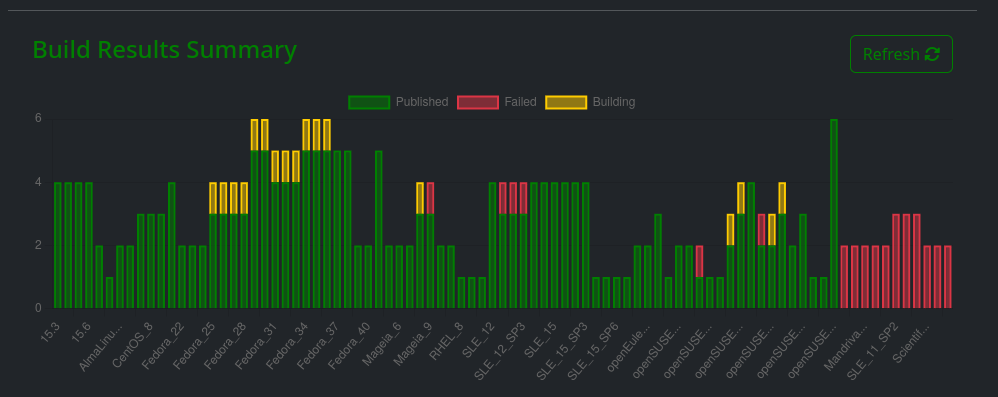 Build Results Summary
Refresh
Published Failed Building
6
4
2
0
15.3 15.6 AlmaLinu... CentOS_8 Fedora_22 Fedora_25 Fedora_28 Fedora_31 Fedora_34 Fedora_37 Fedora_40 Mageia_6 Mageia_9 RHEL_8 SLE_12 SLE_12_SP3 SLE_15 SLE_15_SP3 SLE_15_SP6 openEule... openSUSE... openSUSE... openSUSE... openSUSE... openSUSE... openSUSE... Mandriva... SLE_11_SP2 Scientif...